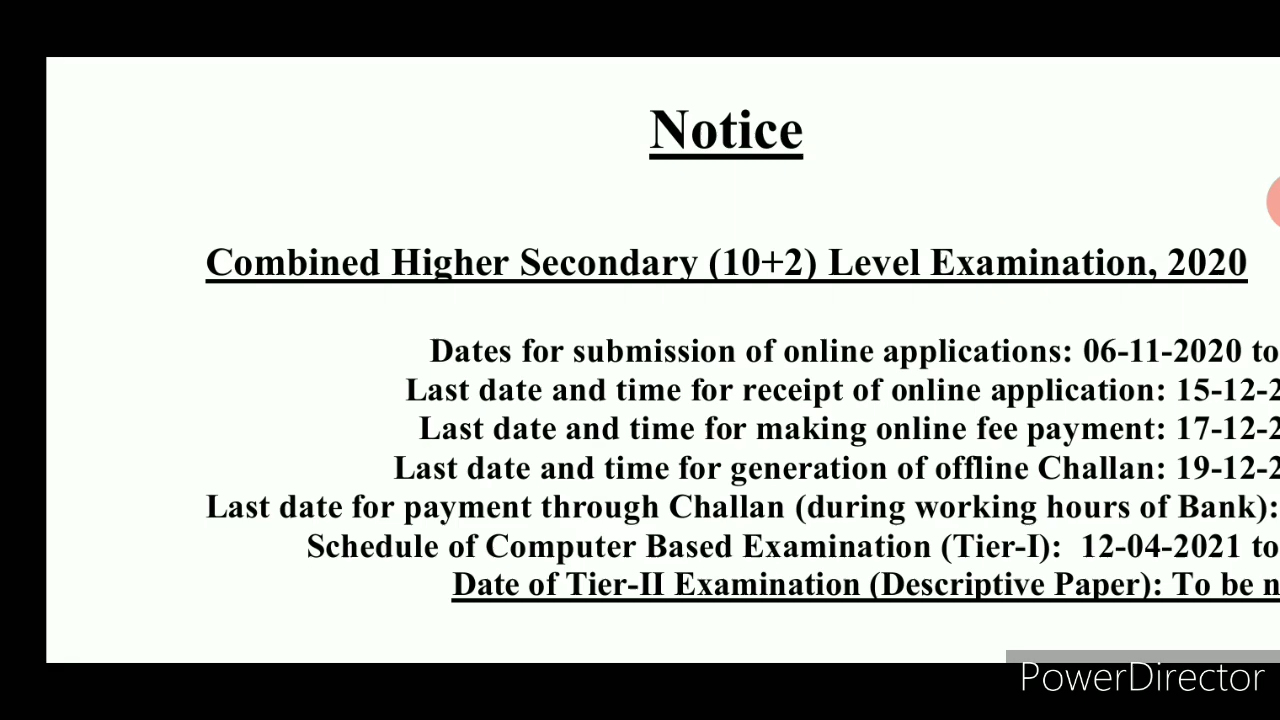 Notice
Combined Higher Secondary (10+2) Level Examination, 2020
Dates for submission of online applications: 06-11-2020 to
Last date and time for receipt of online application: 15-12-2
Last date and time for making online fee payment: 17-12-2
Last date and time for generation of offline Challan: 19-12-2
Last date for payment through Challan (during working hours of Bank):
Schedule of Computer Based Examination (Tier-I): 12-04-2021 to
Date of Tier-II Examination (Descriptive Paper): To be n
PowerDirector